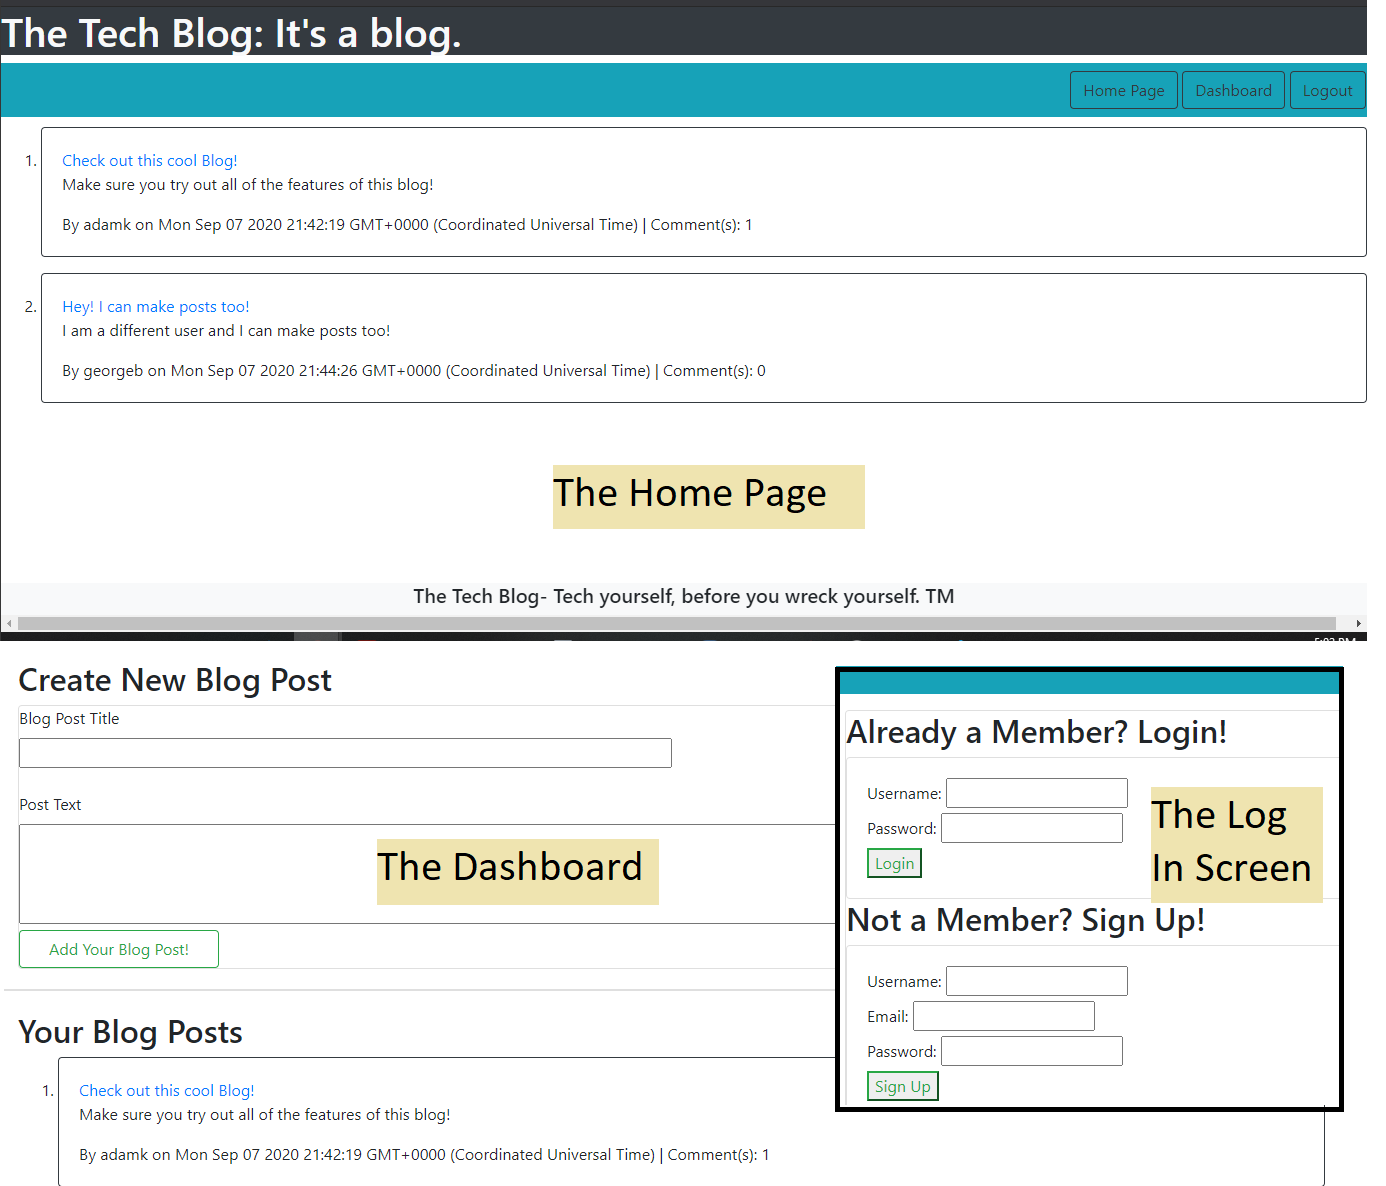 The Tech Blog: It's a blog.
Home Page Dashboard Logout
1. Check out this cool Blog!
Make sure you try out all of the features of this blog!
By adamk on Mon Sep 07 2020 21:42:19 GMT+0000 (Coordinated Universal Time) | Comment(s): 1
2. Hey! I can make posts too!
I am a different user and I can make posts too!
By georgeb on Mon Sep 07 2020 21:44:26 GMT+0000 (Coordinated Universal Time) | Comment(s): 0
The Home Page
The Tech Blog- Tech yourself, before you wreck yourself. TM
Create New Blog Post
Blog Post Title
Post Text
The Dashboard
Add Your Blog Post!
Your Blog Posts
1. Check out this cool Blog!
Make sure you try out all of the features of this blog!
By adamk on Mon Sep 07 2020 21:42:19 GMT+0000 (Coordinated Universal Time) | Comment(s): 1
Already a Member? Login!
Username:
Password:
Login
The Log
In Screen
Not a Member? Sign Up!
Username:
Email:
Password:
Sign Up